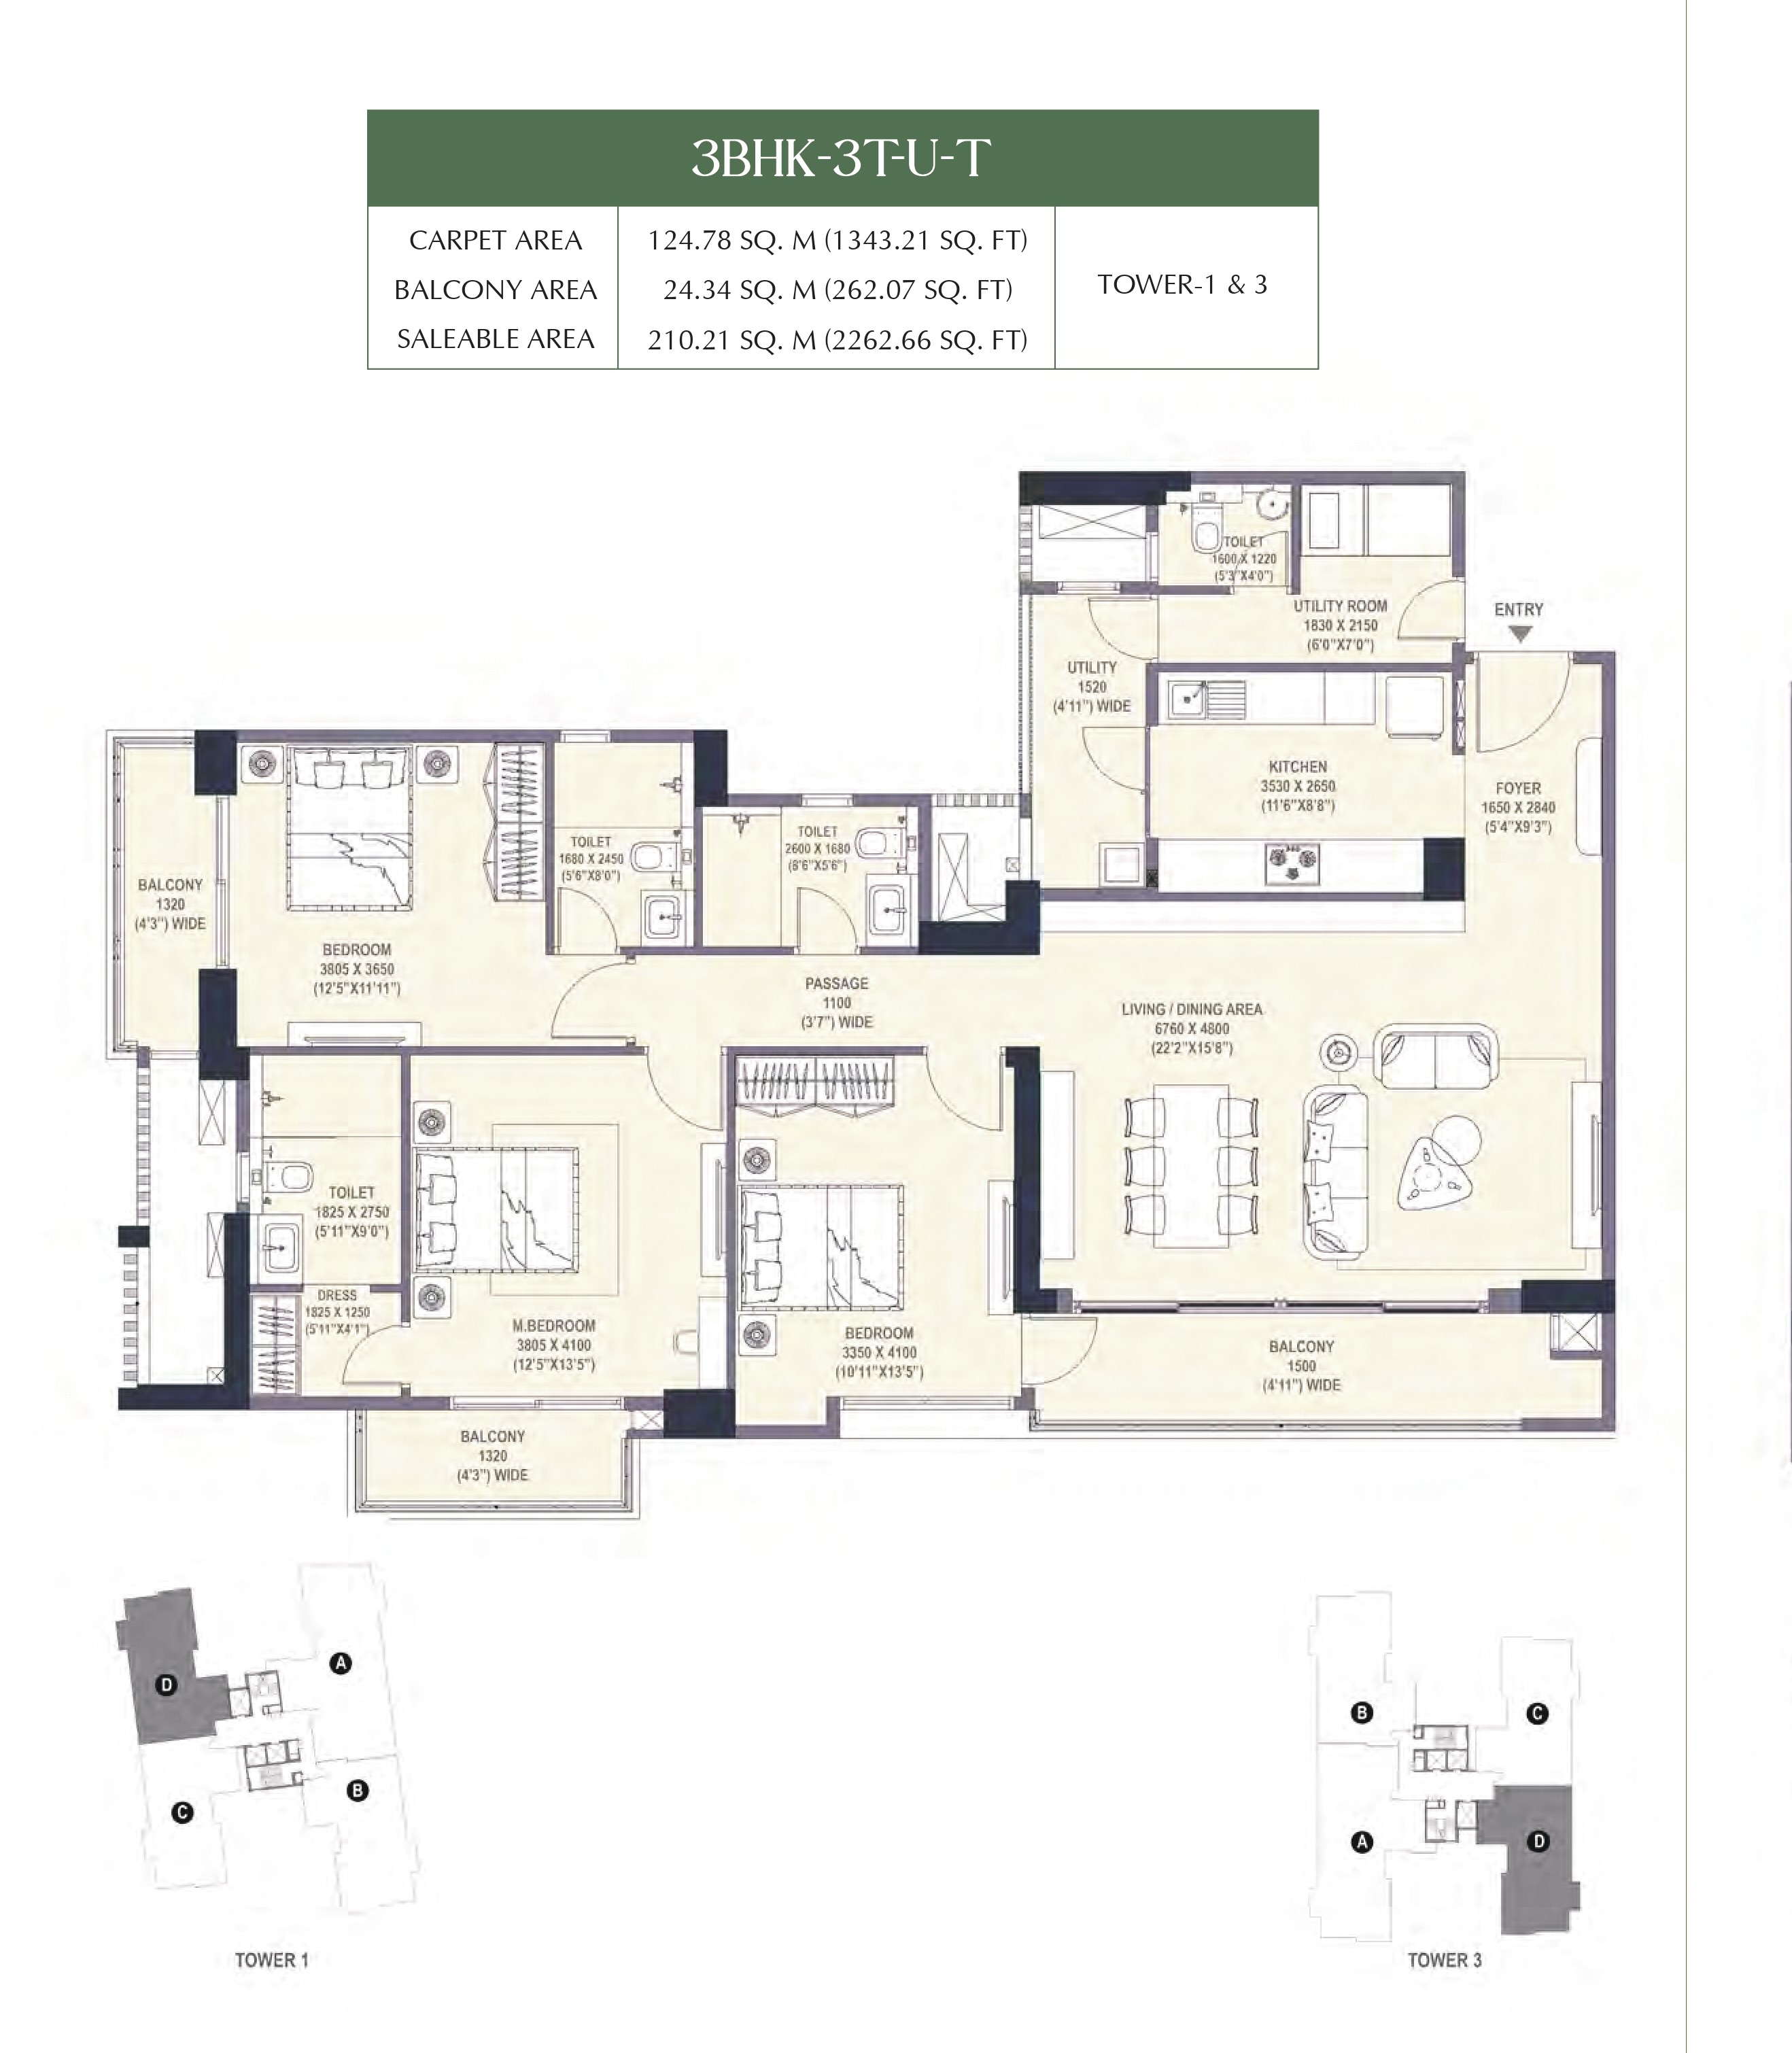 3BHK-3T-U-T
CARPET AREA
124.78 SQ. M (1343.21 SQ. FT)
BALCONY AREA
24.34 SQ. M (262.07 SQ. FT)
SALEABLE AREA
210.21 SQ. M (2262.66 SQ. FT)
TOWER-1 & 3
TOILET
1600 X 1220
(5'3"X4'0")
UTILITY ROOM
1830 X 2150
(6'0"X7'0")
ENTRY
UTILITY
1520
(4'11") WIDE
KITCHEN
3530 X 2650
(11'6"X8'8")
FOYER
1650 X 2840
(5'4"X9'3")
BALCONY
1320
(4'3") WIDE
BEDROOM
3805 X 3650
(12'5"X11'11")
TOILET
1680 X 2450
(5'6"X8'0")
TOILET
2600 X 1680
(8'6"X5'6")
PASSAGE
1100
(3'7") WIDE
LIVING / DINING AREA
6760 X 4800
(22'2"X15'8")
TOILET
1825 X 2750
(5'11"X9'0")
DRESS
1825 X 1250
(5'11"X4'1")
M.BEDROOM
3805 X 4100
(12'5"X13'5")
BEDROOM
3350 X 4100
(10'11"X13'5")
BALCONY
1500
(4'11") WIDE
BALCONY
1320
(4'3") WIDE
A
D
B
C
TOWER 1
B
C
A
D
TOWER 3